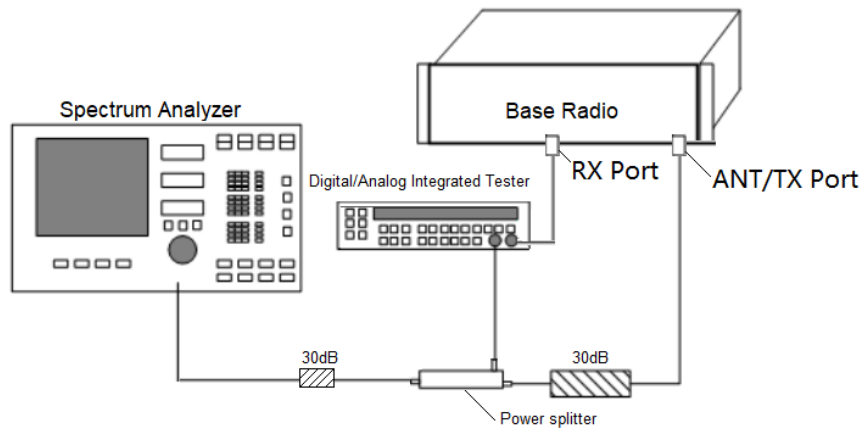 Spectrum Analyzer
Base Radio
RX Port
ANT/TX Port
Digital/Analog Integrated Tester
30dB
30dB
Power splitter